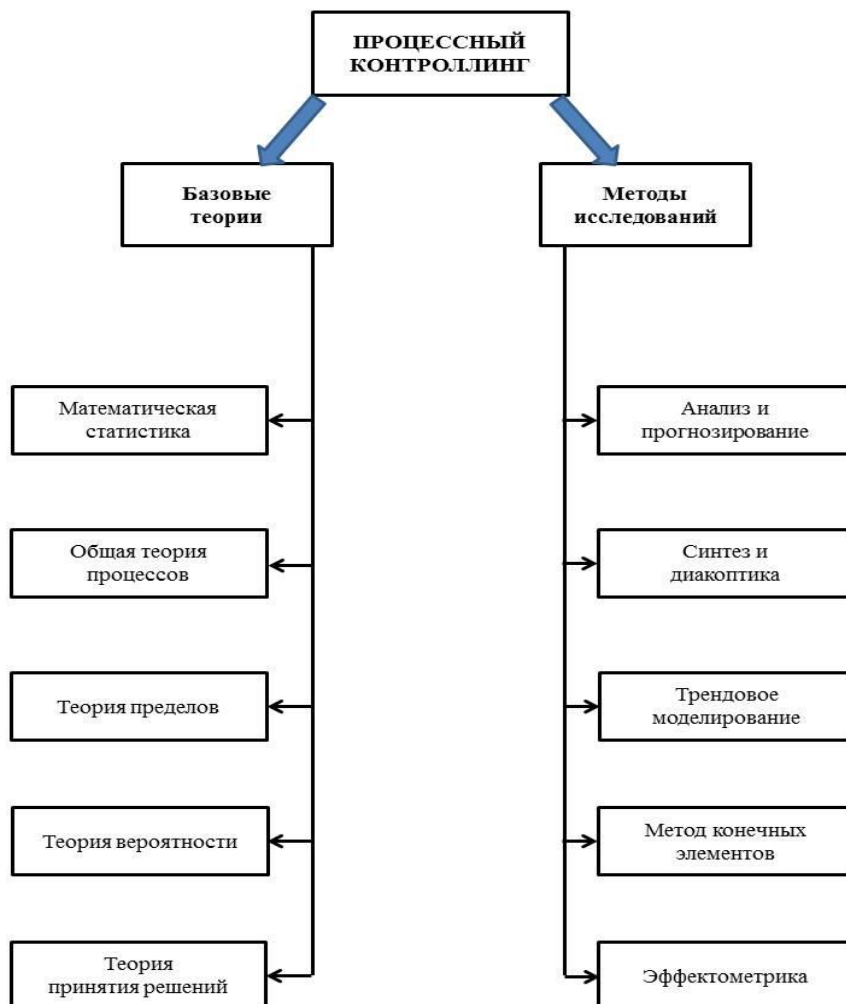 ПРОЦЕССНЫЙ
КОНТРОЛЛИНГ
Базовые
теории
Методы
исследований
Математическая
статистика
Общая теория
процессов
Теория пределов
Теория вероятности
Теория
принятия решений
Анализ и
прогнозирование
Синтез и
диакоптика
Трендовое
моделирование
Метод конечных
элементов
Эффектометрика